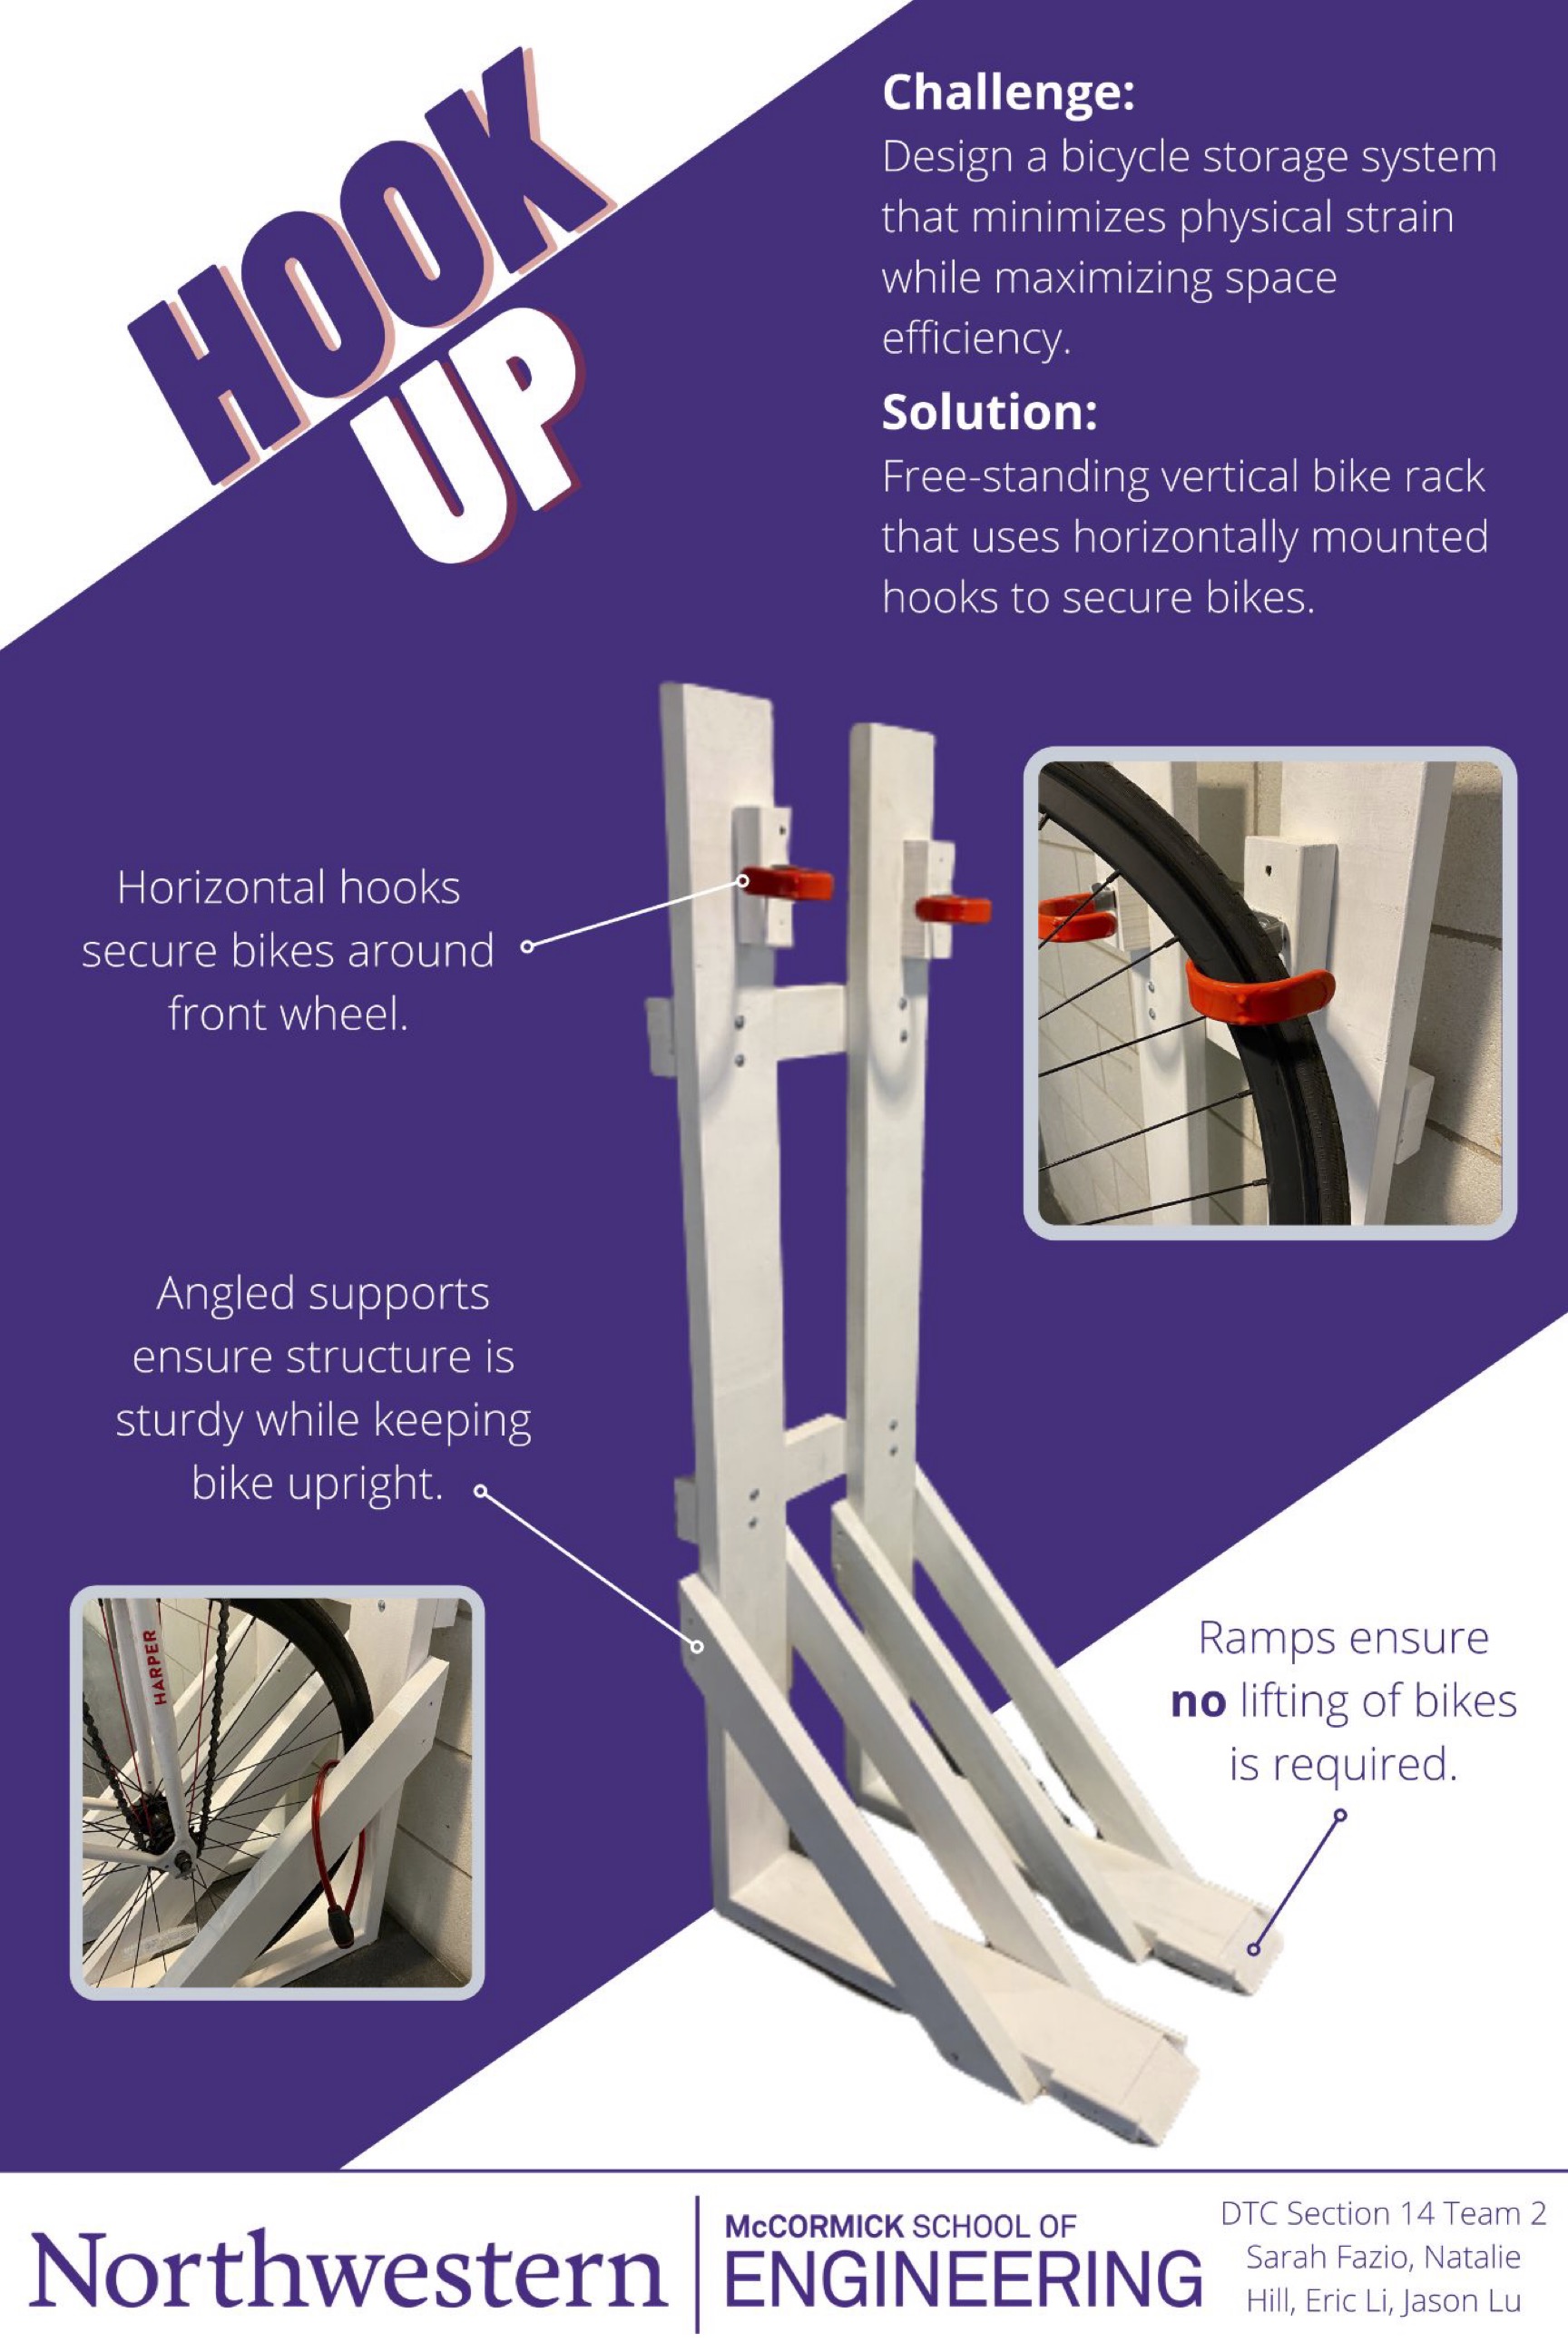 HOOK
UP
Challenge:
Design a bicycle storage system
that minimizes physical strain
while maximizing space
efficiency.
Solution:
Free-standing vertical bike rack
that uses horizontally mounted
hooks to secure bikes.
Horizontal hooks
secure bikes around
front wheel.
Angled supports
ensure structure is
sturdy while keeping
bike upright.
HARPER
Ramps ensure
no lifting of bikes
is required.
Northwestern
McCORMICK SCHOOL OF
ENGINEERING
DTC Section 14 Team 2
Sarah Fazio, Natalie
Hill, Eric Li, Jason Lu